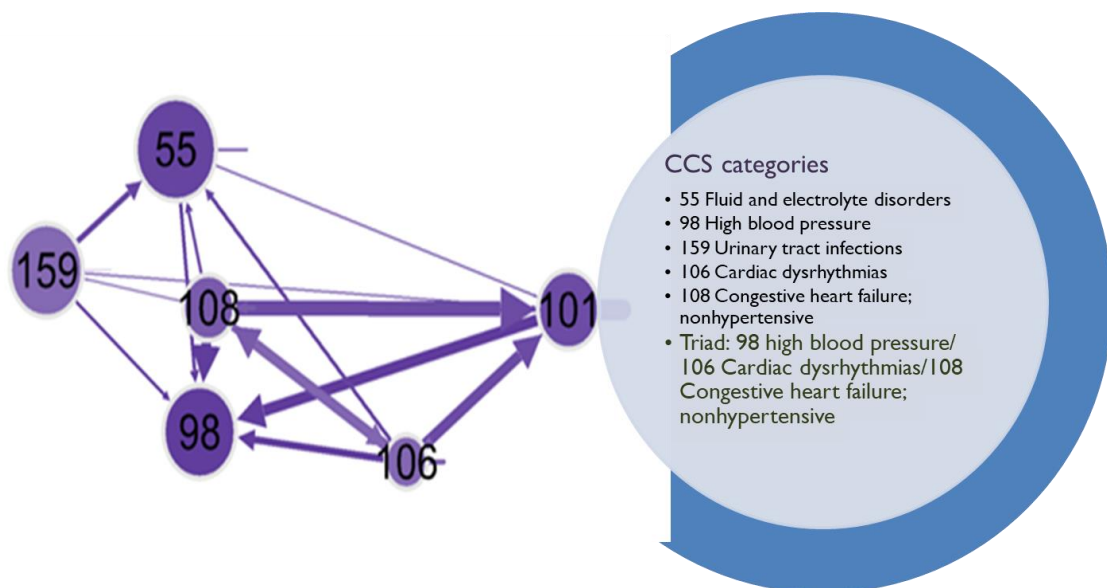 55
159
108
101
98
106
CCS categories
• 55 Fluid and electrolyte disorders
• 98 High blood pressure
• 159 Urinary tract infections
• 106 Cardiac dysrhythmias
• 108 Congestive heart failure;
nonhypertensive
• Triad: 98 high blood pressure/
106 Cardiac dysrhythmias/108
Congestive heart failure;
nonhypertensive